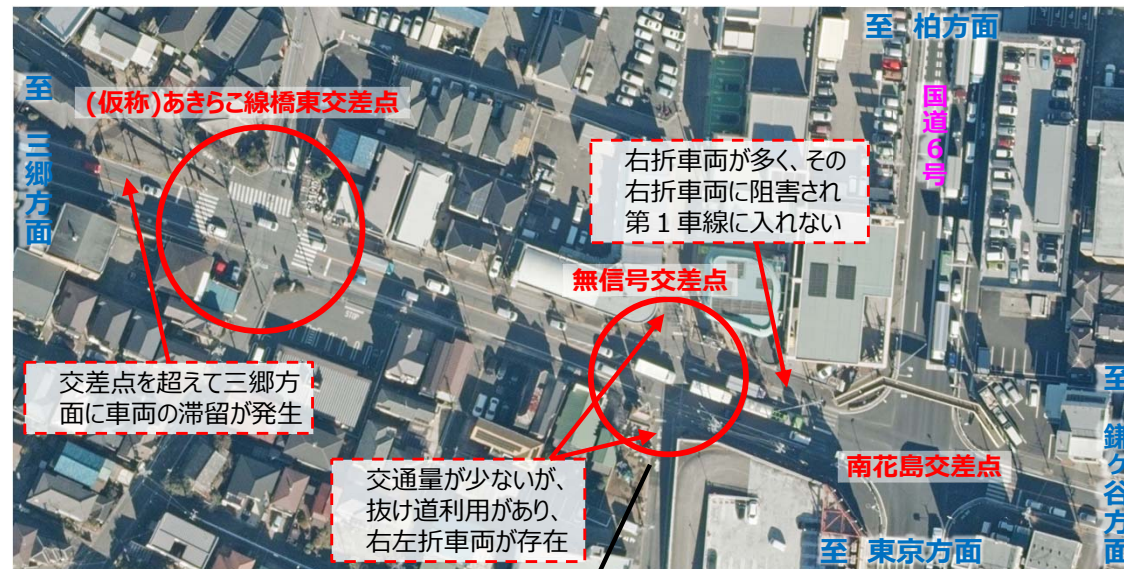 至 柏方面
国道６号
至 三郷方面
(仮称)あきらこ線橋東交差点
右折車両が多く、その
右折車両に阻害され
第１車線に入れない
無信号交差点
交差点を超えて三郷方
面に車両の滞留が発生
交通量が少ないが、
抜け道利用があり、
右左折車両が存在
南花島交差点
至 鎌ケ谷方面
至 東京方面